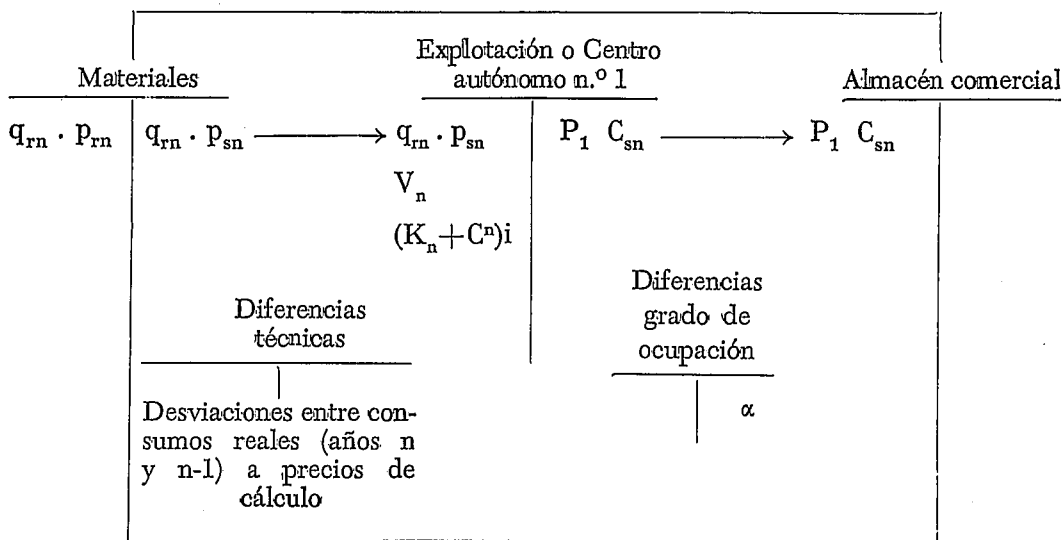 Materiales
Explotación o Centro
autónomo n.º 1
Almacén comercial
q_rn . p_rn
q_rn . p_sn → q_rn . p_sn
P_1 C_sn → P_1 C_sn
V_n
(K_n+C^n)i
Diferencias
técnicas
Desviaciones entre con-
sumos reales (años n
y n-1) a precios de
cálculo
Diferencias
grado de
ocupación
α